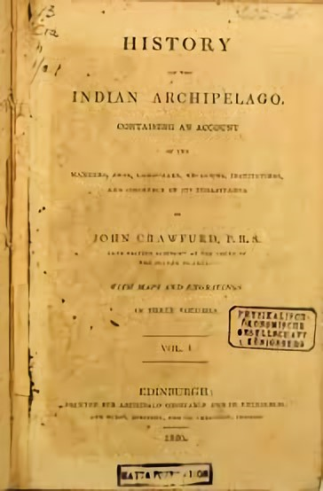 HISTORY
OF THE
INDIAN ARCHIPELAGO.
CONTAINING AN ACCOUNT
OF THE
MANNERS, ARTS, LANGUAGES, RELIGIONS, INSTITUTIONS,
AND COMMERCE OF ITS INHABITANTS
BY
JOHN CRAWFURD, F.R.S.
LATE BRITISH RESIDENT AT THE COURT OF
THE SULTAN OF JAVA
WITH MAPS AND ENGRAVINGS
IN THREE VOLUMES
VOL. I
PHYSIKALISCH-
ÖKONOMISCHE
GESELLSCHAFT
KÖNIGSBERG
EDINBURGH:
PRINTED FOR ARCHIBALD CONSTABLE AND CO. EDINBURGH:
AND HURST, ROBINSON, AND CO. CHEAPSIDE, LONDON
1820.